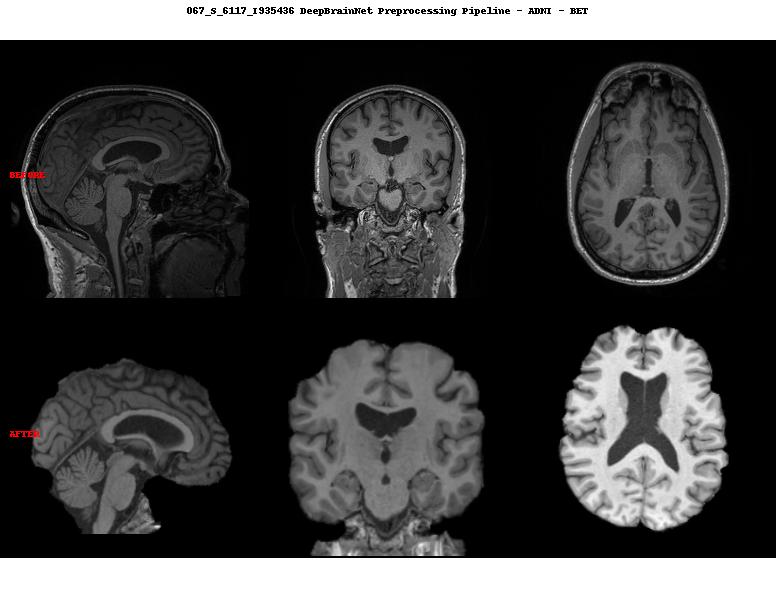 067_S_6117_I935436 DeepBrainNet Preprocessing Pipeline - ADNI - BET
BEFORE
AFTER